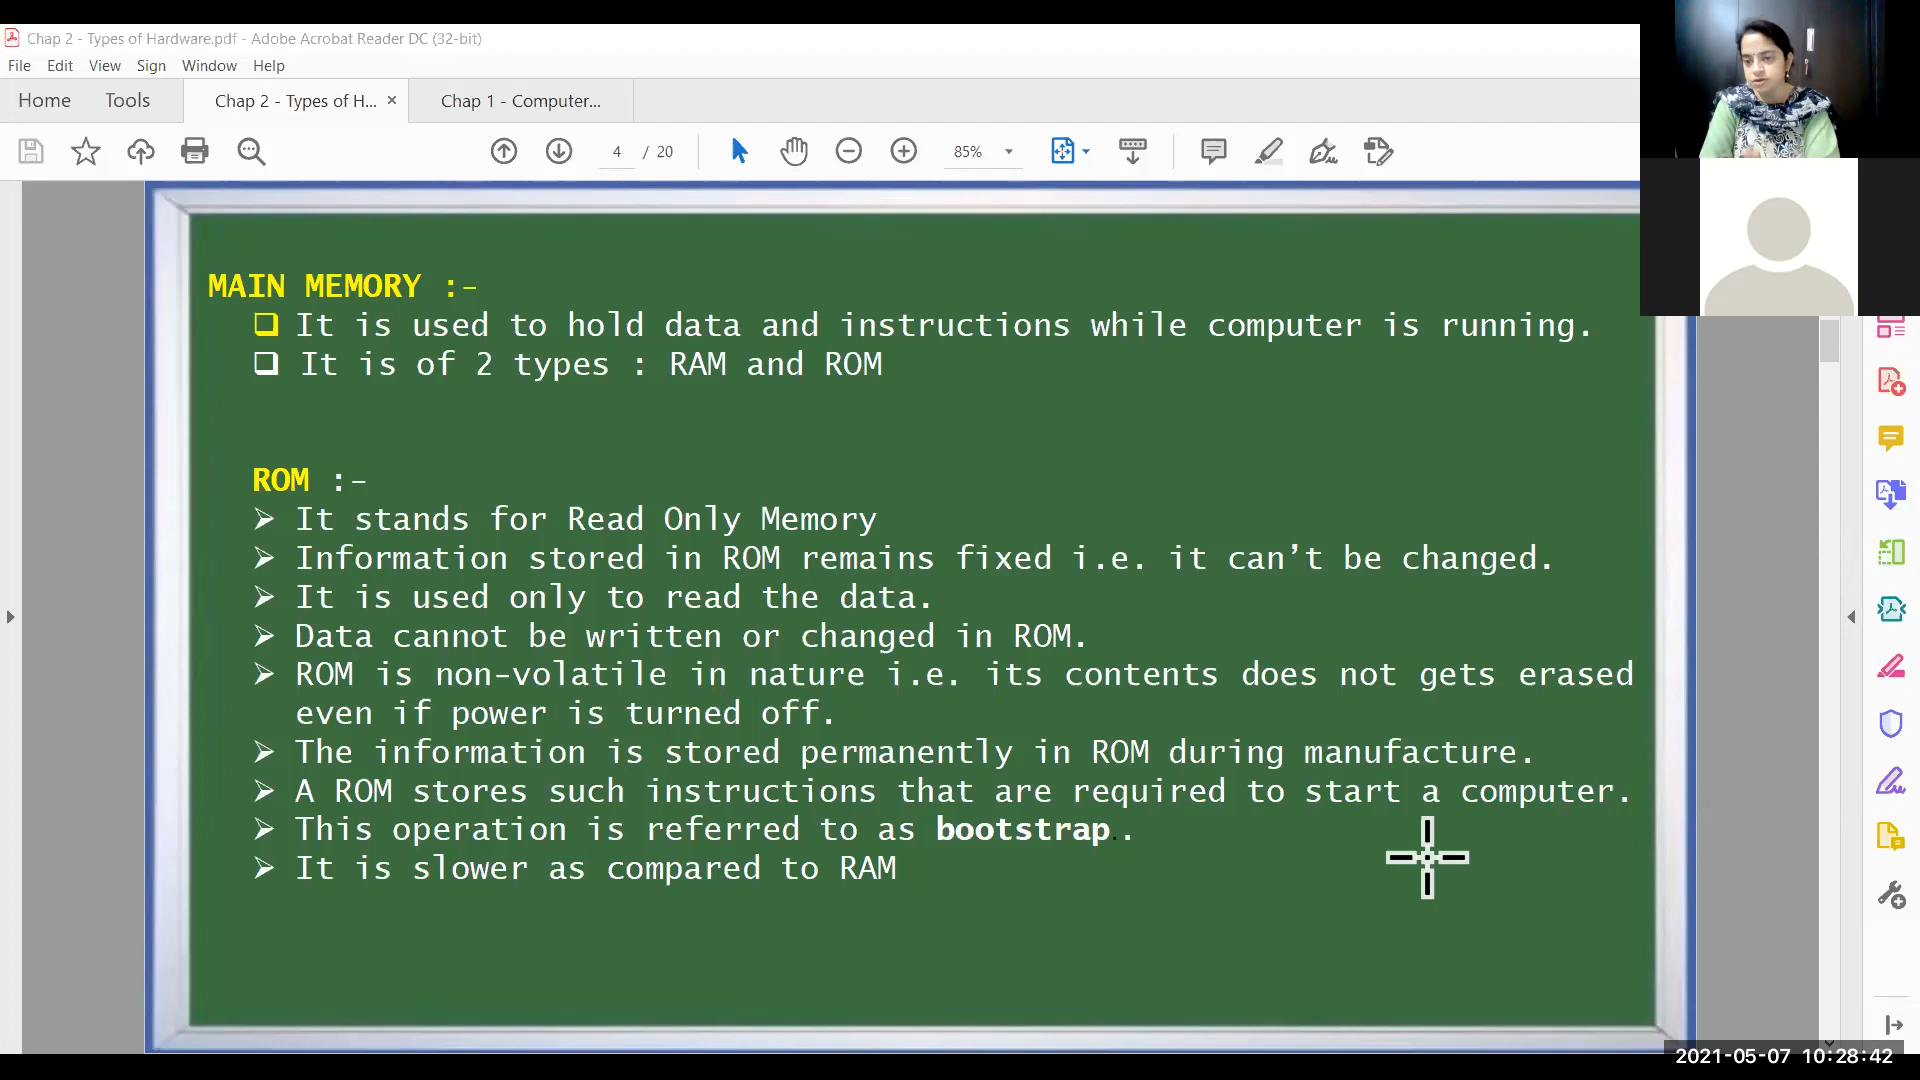 Chap 2 - Types of Hardware.pdf - Adobe Acrobat Reader DC (32-bit)
File Edit View Sign Window Help
Home Tools Chap 2 - Types of H... × Chap 1 - Computer...
4 / 20 85%
MAIN MEMORY :-
❑ It is used to hold data and instructions while computer is running.
❑ It is of 2 types : RAM and ROM
ROM :-
➢ It stands for Read Only Memory
➢ Information stored in ROM remains fixed i.e. it can’t be changed.
➢ It is used only to read the data.
➢ Data cannot be written or changed in ROM.
➢ ROM is non-volatile in nature i.e. its contents does not gets erased
even if power is turned off.
➢ The information is stored permanently in ROM during manufacture.
➢ A ROM stores such instructions that are required to start a computer.
➢ This operation is referred to as bootstrap..
➢ It is slower as compared to RAM
2021-05-07 10:28:42